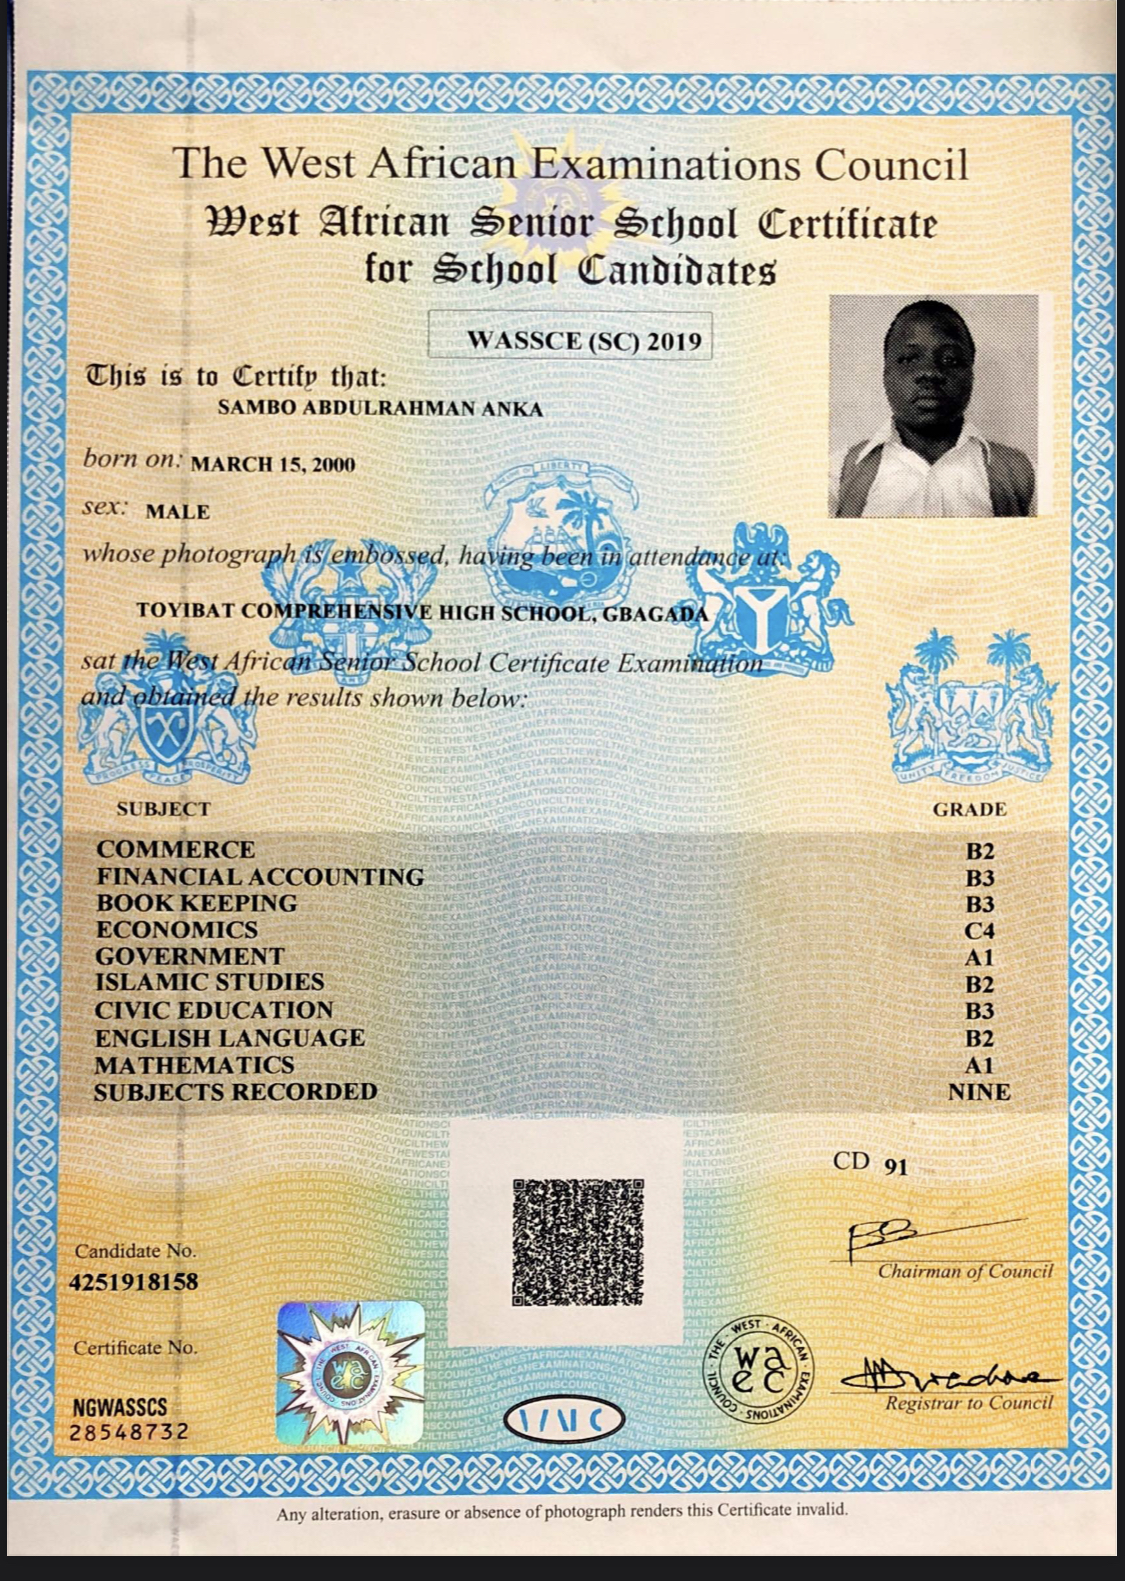 The West African Examinations Council
West African Senior School Certificate
for School Candidates
WASSCE (SC) 2019
This is to Certify that:
SAMBO ABDULRAHMAN ANKA
born on: MARCH 15, 2000
sex: MALE
whose photograph is embossed, having been in attendance at:
TOYIBAT COMPREHENSIVE HIGH SCHOOL, GBAGADA
sat the West African Senior School Certificate Examination
and obtained the results shown below:
PROGRESS PEACE PROSPERITY
UNITY FREEDOM JUSTICE
SUBJECT GRADE
COMMERCE B2
FINANCIAL ACCOUNTING B3
BOOK KEEPING B3
ECONOMICS C4
GOVERNMENT A1
ISLAMIC STUDIES B2
CIVIC EDUCATION B3
ENGLISH LANGUAGE B2
MATHEMATICS A1
SUBJECTS RECORDED NINE
CD 91
Chairman of Council
Candidate No.
4251918158
Certificate No.
NGWASSCS
28548732
THE · WEST · AFRICAN · EXAMINATIONS · COUNCIL
waec
Registrar to Council
Any alteration, erasure or absence of photograph renders this Certificate invalid.